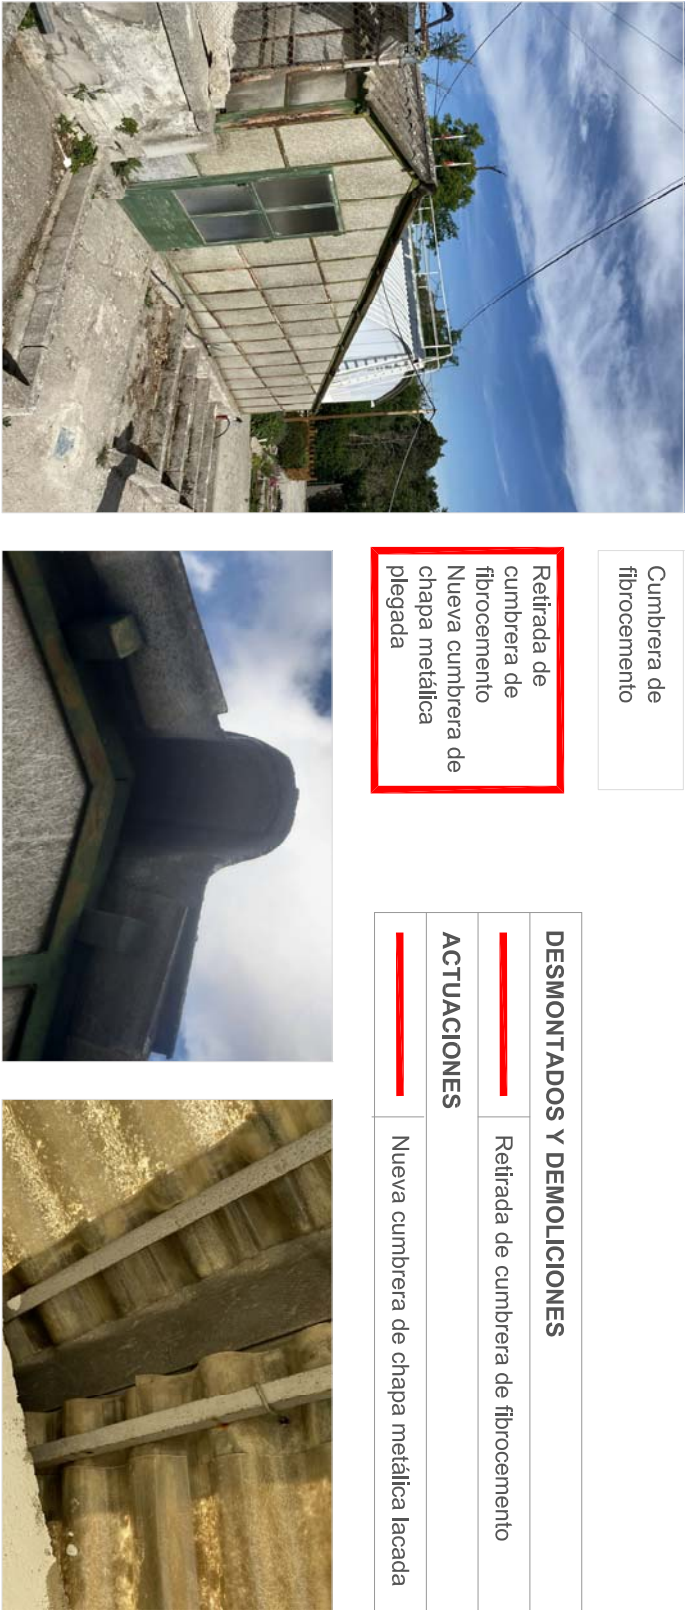 Cumbrera de
fibrocemento
Retirada de
cumbrera de
fibrocemento
Nueva cumbrera de
chapa metálica
plegada
DESMONTADOS Y DEMOLICIONES
Retirada de cumbrera de fibrocemento
ACTUACIONES
Nueva cumbrera de chapa metálica lacada